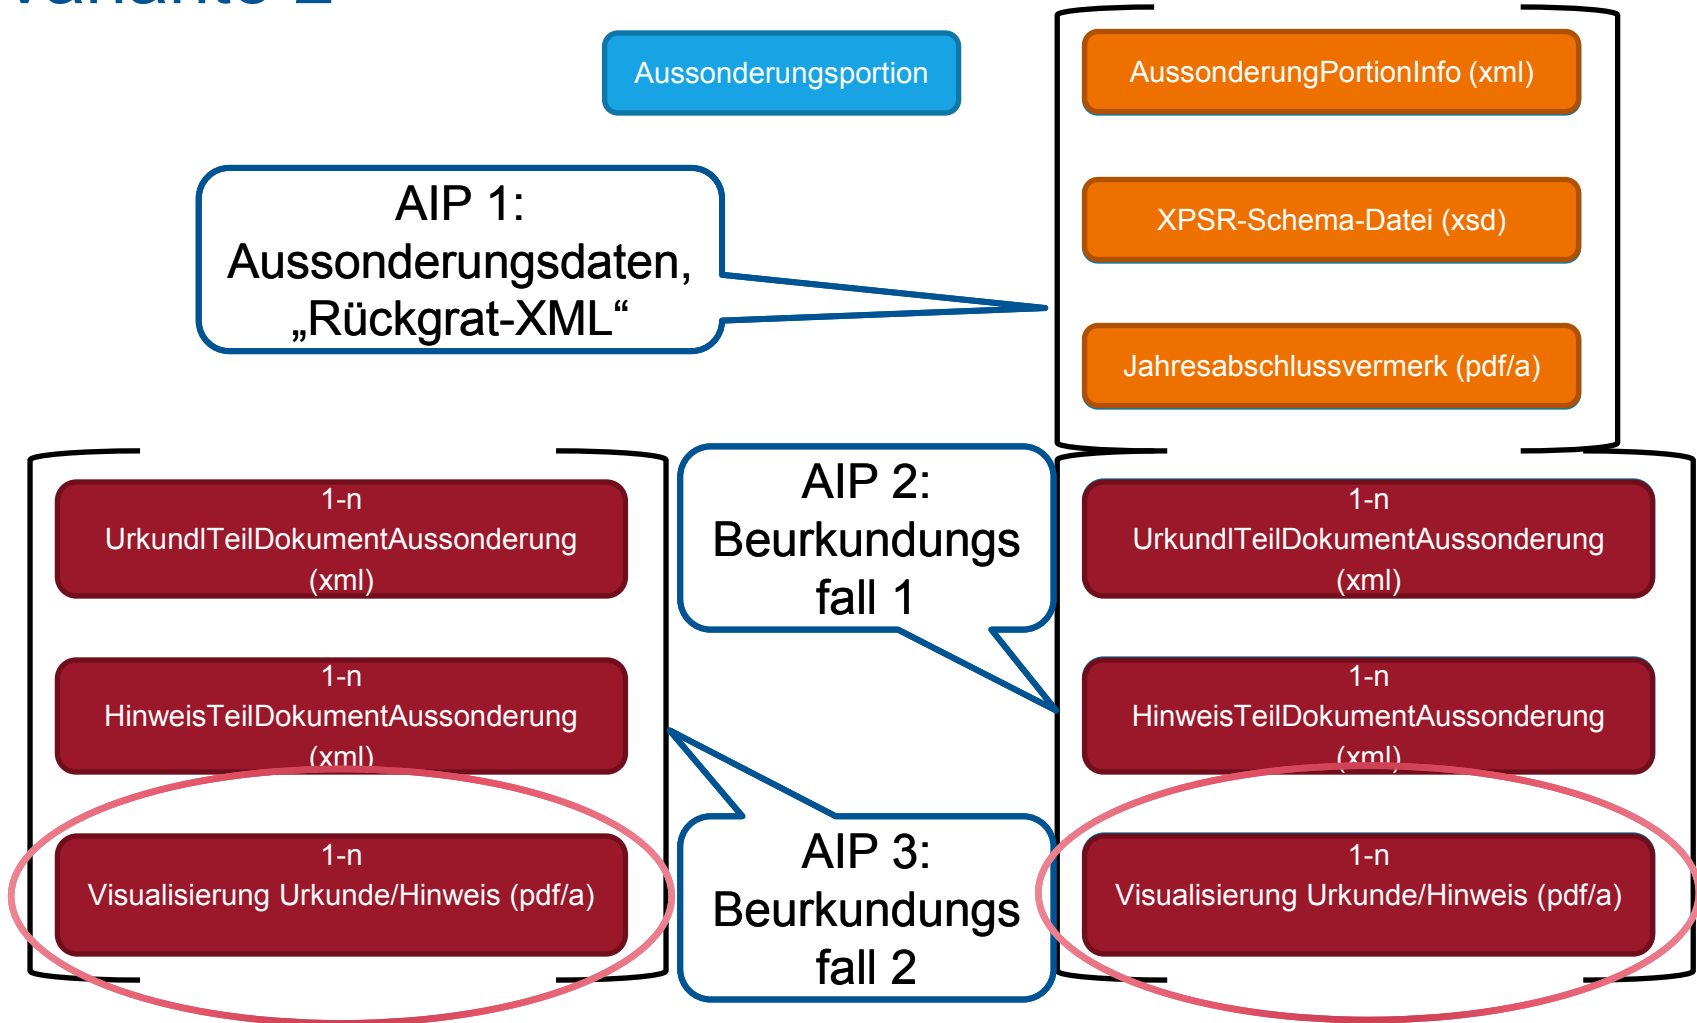 Variante 2
Aussonderungsportion
AussonderungPortionInfo (xml)
XPSR-Schema-Datei (xsd)
Jahresabschlussvermerk (pdf/a)
AIP 1:
Aussonderungsdaten,
„Rückgrat-XML“
1-n
UrkundlTeilDokumentAussonderung
(xml)
1-n
HinweisTeilDokumentAussonderung
(xml)
1-n
Visualisierung Urkunde/Hinweis (pdf/a)
AIP 2:
Beurkundungs
fall 1
AIP 3:
Beurkundungs
fall 2
1-n
UrkundlTeilDokumentAussonderung
(xml)
1-n
HinweisTeilDokumentAussonderung
(xml)
1-n
Visualisierung Urkunde/Hinweis (pdf/a)